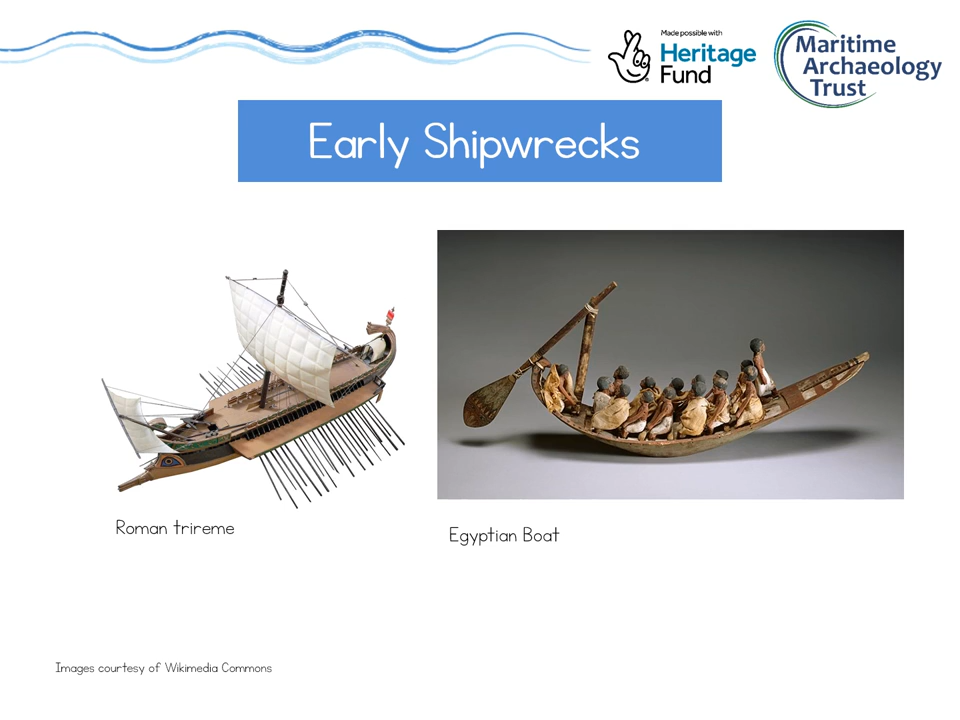 Made possible with
Heritage
Fund
Maritime
Archaeology
Trust
Early Shipwrecks
Roman trireme
Egyptian Boat
Images courtesy of Wikimedia Commons